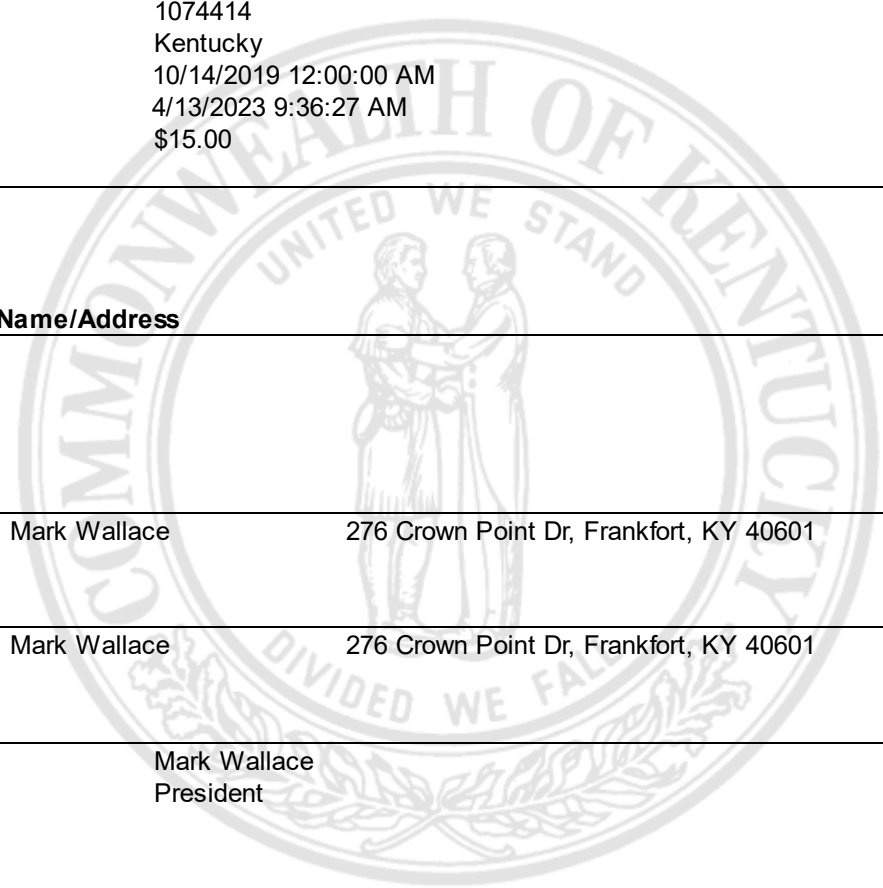 1074414
Kentucky
10/14/2019 12:00:00 AM
4/13/2023 9:36:27 AM
$15.00
COMMONWEALTH OF KENTUCKY
UNITED WE STAND
Name/Address
Mark Wallace 276 Crown Point Dr, Frankfort, KY 40601
Mark Wallace 276 Crown Point Dr, Frankfort, KY 40601
DIVIDED WE FALL
Mark Wallace
President